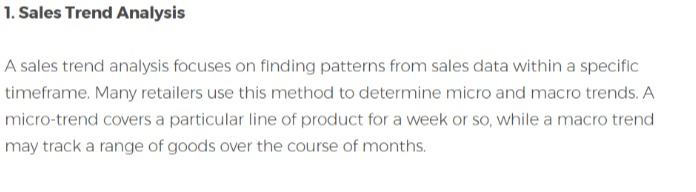 1. Sales Trend Analysis
A sales trend analysis focuses on finding patterns from sales data within a specific
timeframe. Many retailers use this method to determine micro and macro trends. A
micro-trend covers a particular line of product for a week or so, while a macro trend
may track a range of goods over the course of months.